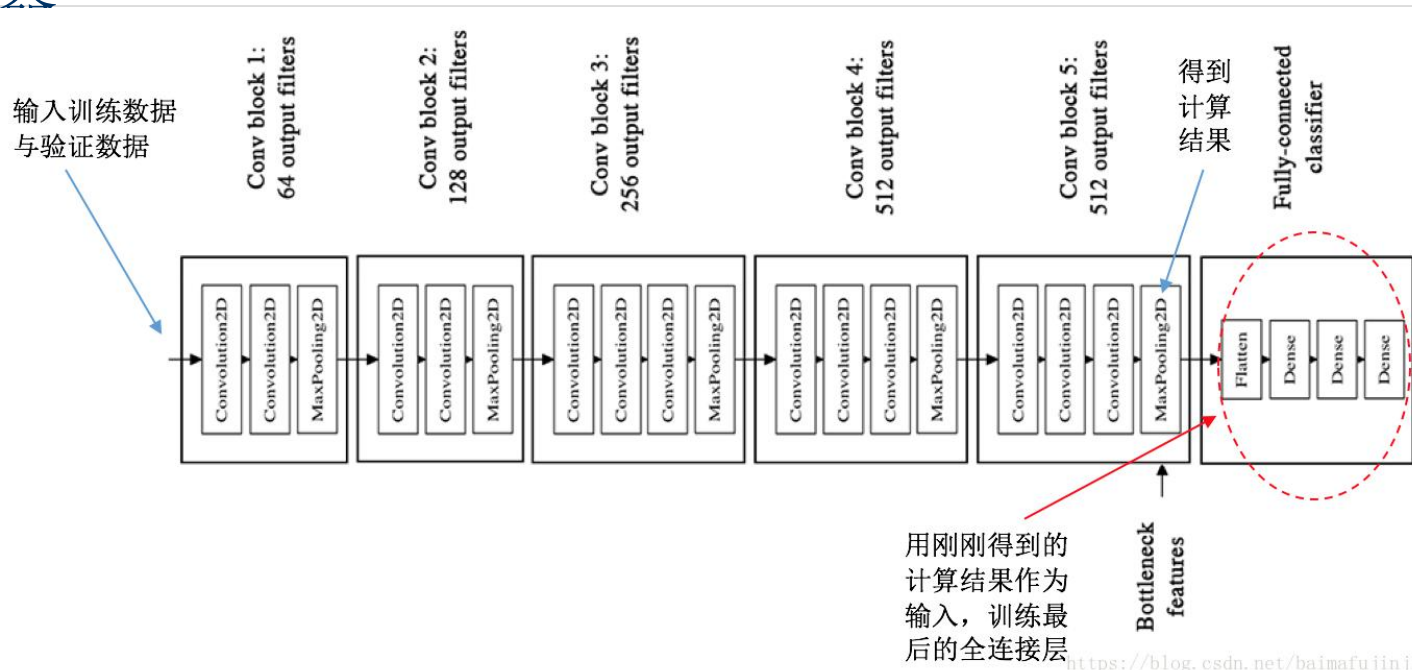 输入训练数据
与验证数据
Conv block 1:
64 output filters
Conv block 2:
128 output filters
Conv block 3:
256 output filters
Conv block 4:
512 output filters
Conv block 5:
512 output filters
得到
计算
结果
Fully-connected
classifier
Convolution2D
Convolution2D
MaxPooling2D
Convolution2D
Convolution2D
MaxPooling2D
Convolution2D
Convolution2D
Convolution2D
MaxPooling2D
Convolution2D
Convolution2D
Convolution2D
MaxPooling2D
Convolution2D
Convolution2D
Convolution2D
MaxPooling2D
Flatten
Dense
Dense
Dense
用刚刚得到的
计算结果作为
输入，训练最
后的全连接层
Bottleneck
features
https://blog.csdn.net/baimafujinji